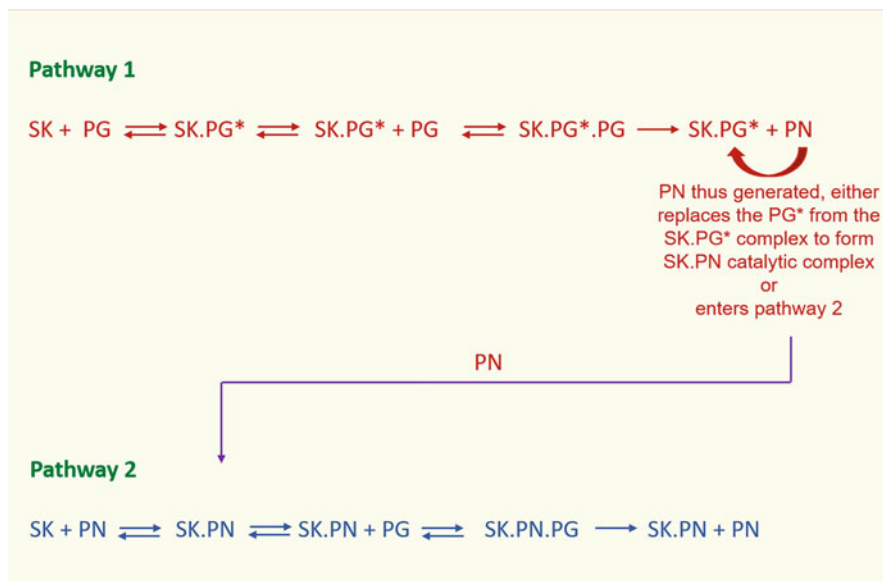 Pathway 1
SK + PG ⇌ SK.PG* ⇌ SK.PG* + PG ⇌ SK.PG*.PG → SK.PG* + PN
PN thus generated, either
replaces the PG* from the
SK.PG* complex to form
SK.PN catalytic complex
or
enters pathway 2
PN
Pathway 2
SK + PN ⇌ SK.PN ⇌ SK.PN + PG ⇌ SK.PN.PG → SK.PN + PN